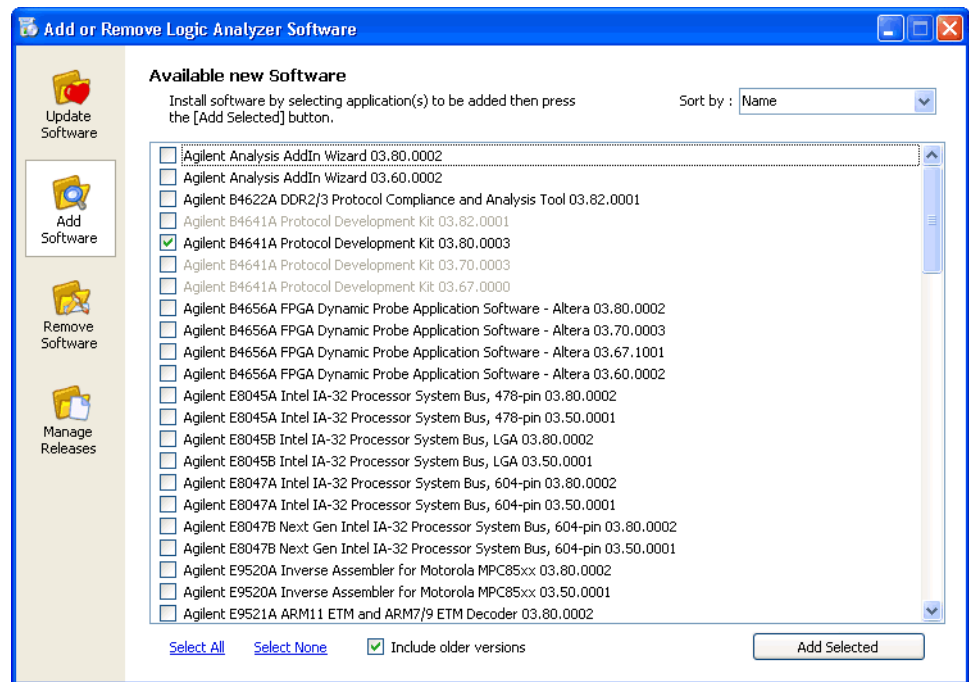 Add or Remove Logic Analyzer Software
Update
Software
Add
Software
Remove
Software
Manage
Releases
Available new Software
Install software by selecting application(s) to be added then press
the [Add Selected] button.
Sort by : Name
Agilent Analysis AddIn Wizard 03.80.0002
Agilent Analysis AddIn Wizard 03.60.0002
Agilent B4622A DDR2/3 Protocol Compliance and Analysis Tool 03.82.0001
Agilent B4641A Protocol Development Kit 03.82.0001
Agilent B4641A Protocol Development Kit 03.80.0003
Agilent B4641A Protocol Development Kit 03.70.0003
Agilent B4641A Protocol Development Kit 03.67.0000
Agilent B4656A FPGA Dynamic Probe Application Software - Altera 03.80.0002
Agilent B4656A FPGA Dynamic Probe Application Software - Altera 03.70.0003
Agilent B4656A FPGA Dynamic Probe Application Software - Altera 03.67.1001
Agilent B4656A FPGA Dynamic Probe Application Software - Altera 03.60.0002
Agilent E8045A Intel IA-32 Processor System Bus, 478-pin 03.80.0002
Agilent E8045A Intel IA-32 Processor System Bus, 478-pin 03.50.0001
Agilent E8045B Intel IA-32 Processor System Bus, LGA 03.80.0002
Agilent E8045B Intel IA-32 Processor System Bus, LGA 03.50.0001
Agilent E8047A Intel IA-32 Processor System Bus, 604-pin 03.80.0002
Agilent E8047A Intel IA-32 Processor System Bus, 604-pin 03.50.0001
Agilent E8047B Next Gen Intel IA-32 Processor System Bus, 604-pin 03.80.0002
Agilent E8047B Next Gen Intel IA-32 Processor System Bus, 604-pin 03.50.0001
Agilent E9520A Inverse Assembler for Motorola MPC85xx 03.80.0002
Agilent E9520A Inverse Assembler for Motorola MPC85xx 03.50.0001
Agilent E9521A ARM11 ETM and ARM7/9 ETM Decoder 03.80.0002
Select All Select None Include older versions Add Selected